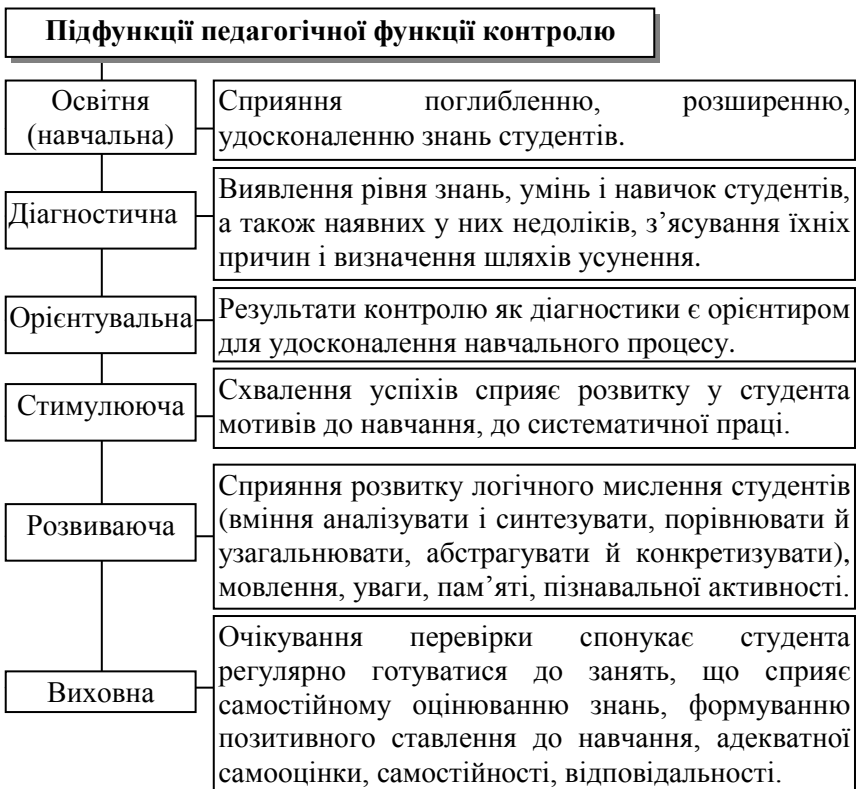 Підфункції педагогічної функції контролю
Освітня
(навчальна)
Сприяння поглибленню, розширенню,
удосконаленню знань студентів.
Діагностична
Виявлення рівня знань, умінь і навичок студентів,
а також наявних у них недоліків, з’ясування їхніх
причин і визначення шляхів усунення.
Орієнтувальна
Результати контролю як діагностики є орієнтиром
для удосконалення навчального процесу.
Стимулююча
Схвалення успіхів сприяє розвитку у студента
мотивів до навчання, до систематичної праці.
Розвиваюча
Сприяння розвитку логічного мислення студентів
(вміння аналізувати і синтезувати, порівнювати й
узагальнювати, абстрагувати й конкретизувати),
мовлення, уваги, пам’яті, пізнавальної активності.
Виховна
Очікування перевірки спонукає студента
регулярно готуватися до занять, що сприяє
самостійному оцінюванню знань, формуванню
позитивного ставлення до навчання, адекватної
самооцінки, самостійності, відповідальності.